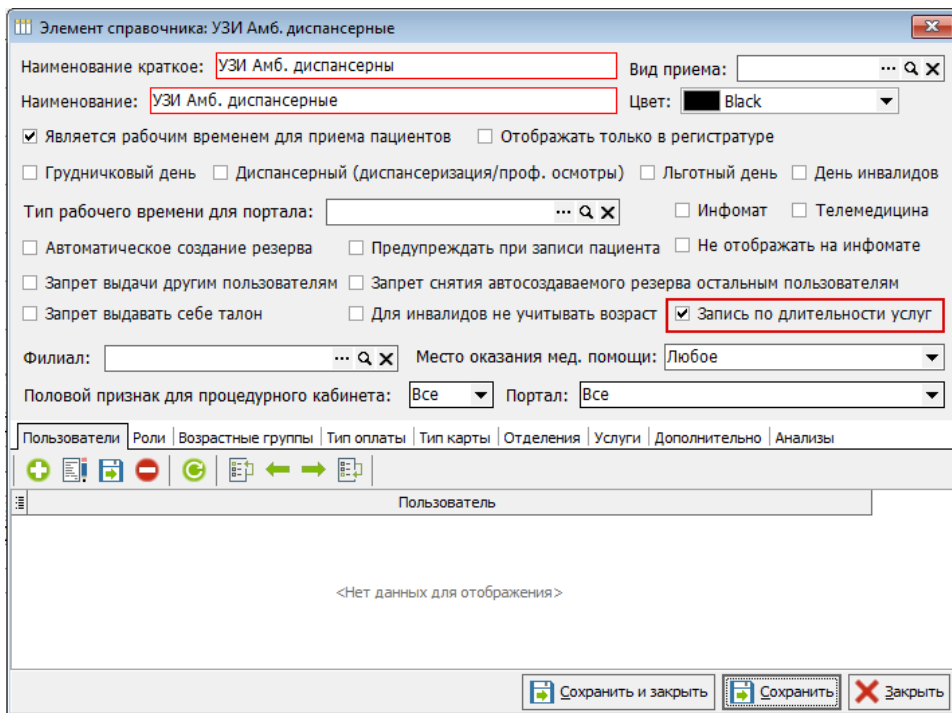 Элемент справочника: УЗИ Амб. диспансерные
Наименование краткое: УЗИ Амб. диспансерны Вид приема:
Наименование: УЗИ Амб. диспансерные Цвет: Black
Является рабочим временем для приема пациентов Отображать только в регистратуре
Грудничковый день Диспансерный (диспансеризация/проф. осмотры) Льготный день День инвалидов
Тип рабочего времени для портала: Инфомат Телемедицина
Автоматическое создание резерва Предупреждать при записи пациента Не отображать на инфомате
Запрет выдачи другим пользователям Запрет снятия автосоздаваемого резерва остальным пользователям
Запрет выдавать себе талон Для инвалидов не учитывать возраст Запись по длительности услуг
Филиал: Место оказания мед. помощи: Любое
Половой признак для процедурного кабинета: Все Портал: Все
Пользователи Роли Возрастные группы Тип оплаты Тип карты Отделения Услуги Дополнительно Анализы
Пользователь
<Нет данных для отображения>
Сохранить и закрыть Сохранить Закрыть